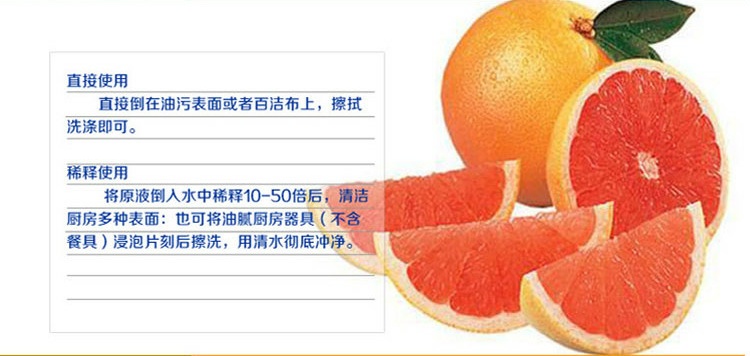 直接使用
直接倒在油污表面或者百洁布上，擦拭
洗涤即可。
稀释使用
将原液倒入水中稀释10-50倍后，清洁
厨房多种表面：也可将油腻厨房器具（不含
餐具）浸泡片刻后擦洗，用清水彻底冲净。